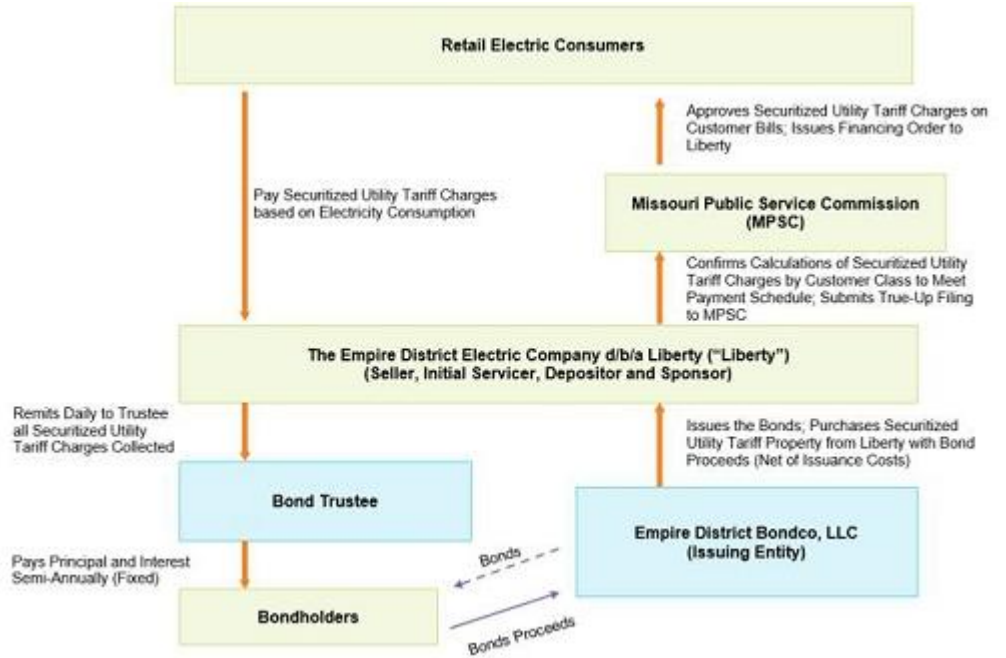 Retail Electric Consumers
Approves Securitized Utility Tariff Charges on
Customer Bills; Issues Financing Order to
Liberty
Pay Securitized Utility Tariff Charges
based on Electricity Consumption
Missouri Public Service Commission
(MPSC)
Confirms Calculations of Securitized Utility
Tariff Charges by Customer Class to Meet
Payment Schedule; Submits True-Up Filing
to MPSC
The Empire District Electric Company d/b/a Liberty (“Liberty”)
(Seller, Initial Servicer, Depositor and Sponsor)
Remits Daily to Trustee
all Securitized Utility
Tariff Charges Collected
Issues the Bonds; Purchases Securitized
Utility Tariff Property from Liberty with Bond
Proceeds (Net of Issuance Costs)
Bond Trustee
Empire District Bondco, LLC
(Issuing Entity)
Pays Principal and Interest
Semi-Annually (Fixed)
Bonds
Bondholders
Bonds Proceeds